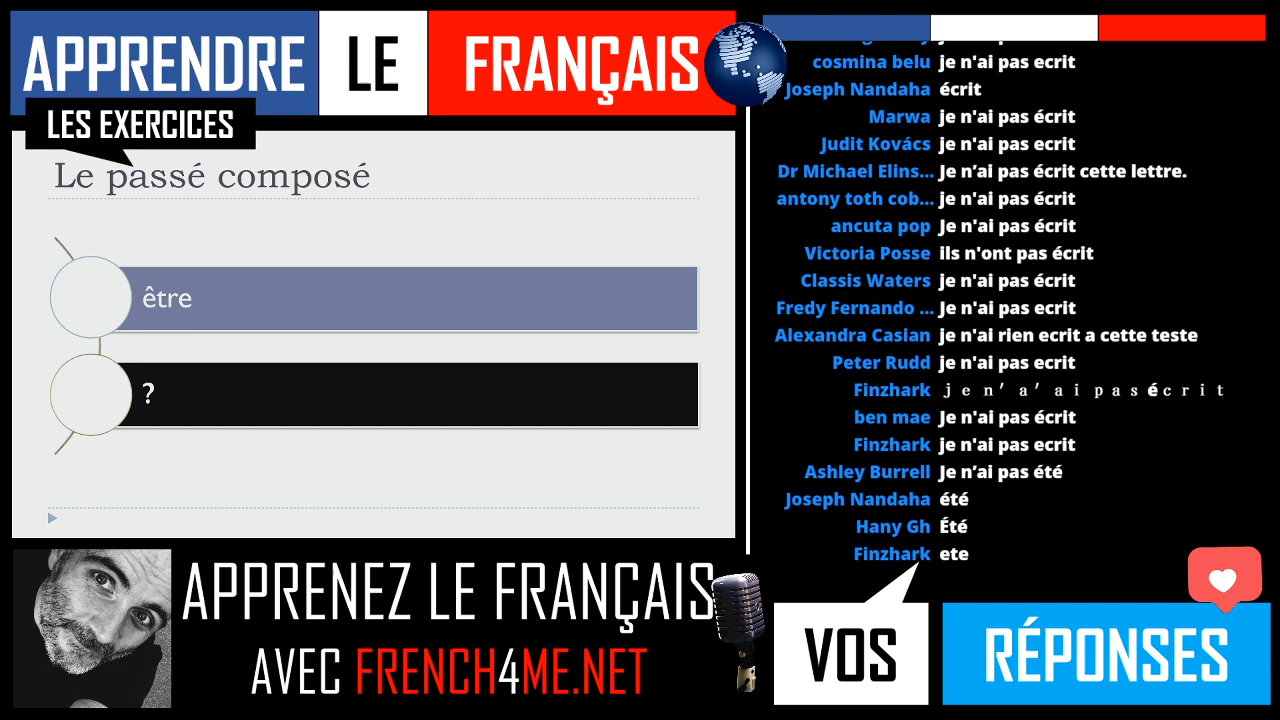 APPRENDRE LE FRANÇAIS
LES EXERCICES
Le passé composé
être
?
APPRENEZ LE FRANÇAIS
AVEC FRENCH4ME.NET
cosmina belu je n'ai pas ecrit
Joseph Nandaha écrit
Marwa je n'ai pas écrit
Judit Kovács je n'ai pas ecrit
Dr Michael Elins... Je n’ai pas écrit cette lettre.
antony toth cob... je n'ai pas écrit
ancuta pop Je n'ai pas écrit
Victoria Posse ils n'ont pas écrit
Classis Waters je n'ai pas écrit
Fredy Fernando ... Je n'ai pas ecrit
Alexandra Casian je n'ai rien ecrit a cette teste
Peter Rudd je n'ai pas ecrit
Finzhark ｊｅｎ’ａ’ａｉｐａｓéｃｒｉｔ
ben mae Je n'ai pas écrit
Finzhark je n'ai pas ecrit
Ashley Burrell Je n’ai pas été
Joseph Nandaha été
Hany Gh Été
Finzhark ete
VOS RÉPONSES